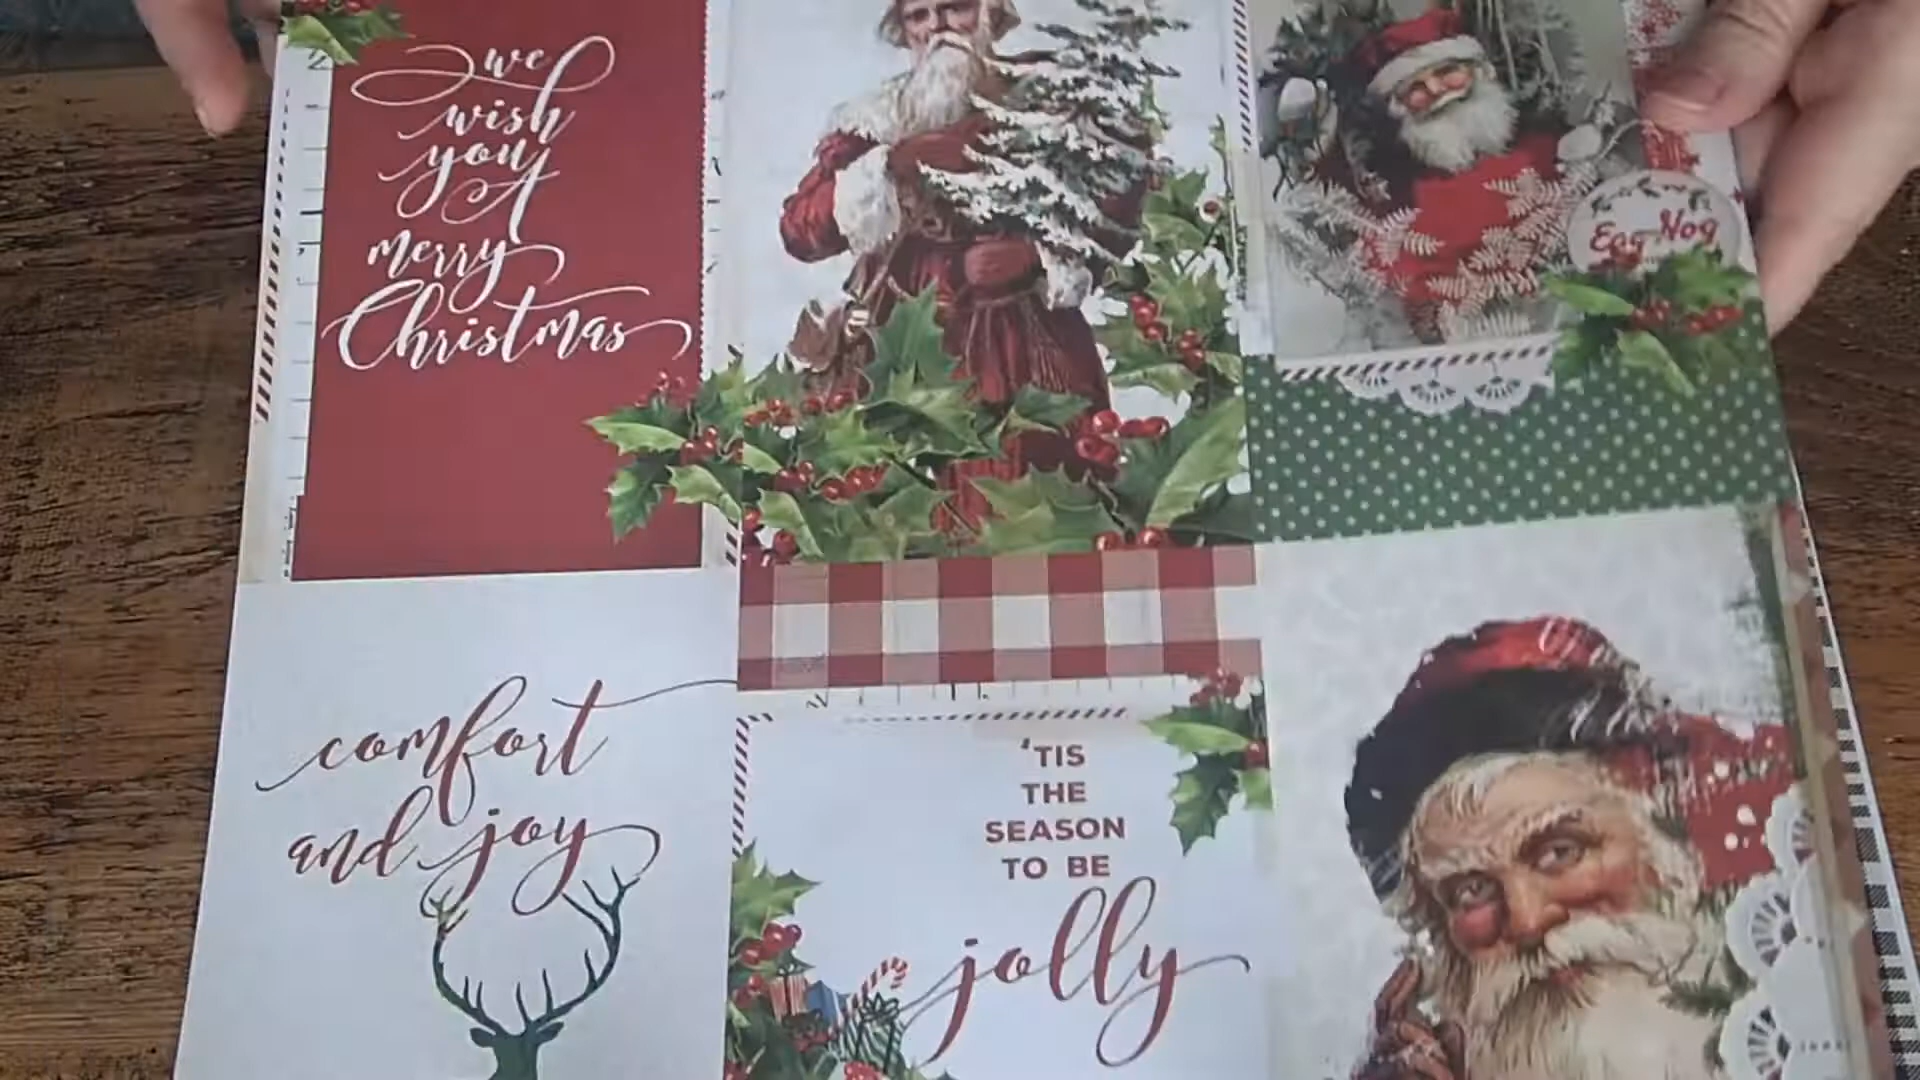 we
wish
you A
merry
Christmas
Egg Nog
comfort
and joy
'TIS
THE
SEASON
TO BE
jolly